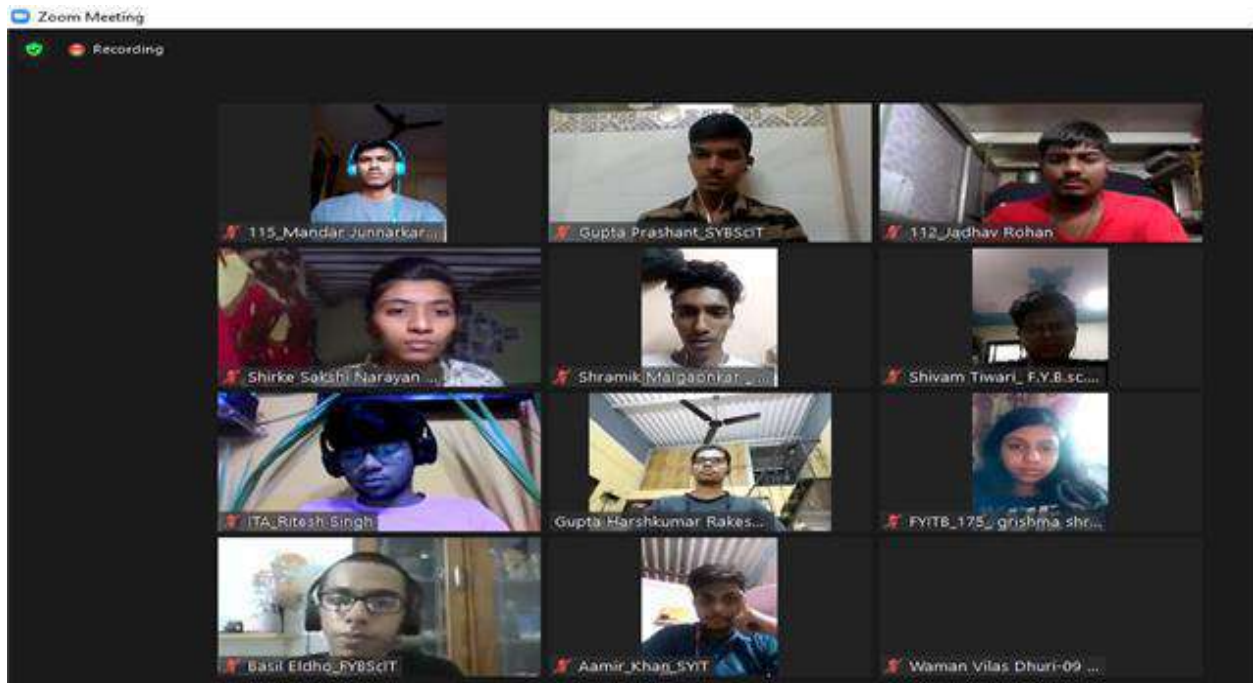 Zoom Meeting
Recording
115_Mandar Junnarkar...
Gupta Prashant_SYBScIT
112_Jadhav Rohan
Shirke Sakshi Narayan ...
Shramik Malgaonkar _ ...
Shivam Tiwari_ F.Y.B.sc....
ITA_Ritesh Singh
Gupta Harshkumar Rakes...
FYITB_175_ grishma shr...
Basil Eldho_FYBScIT
Aamir_Khan_SYIT
Waman Vilas Dhuri-09 ...